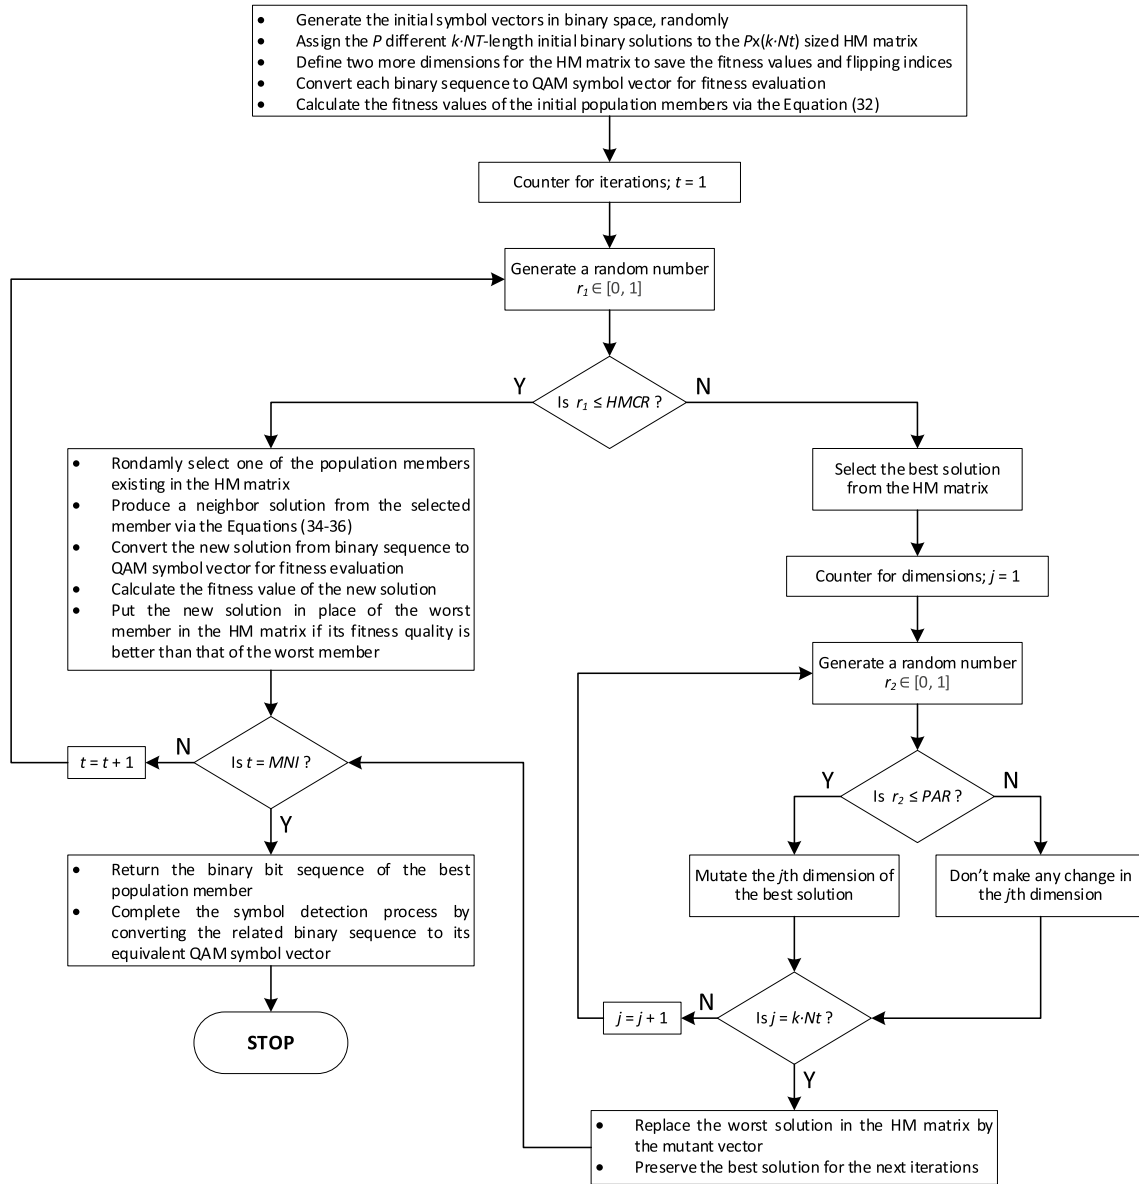 • Generate the initial symbol vectors in binary space, randomly
• Assign the P different k·NT-length initial binary solutions to the Px(k·Nt) sized HM matrix
• Define two more dimensions for the HM matrix to save the fitness values and flipping indices
• Convert each binary sequence to QAM symbol vector for fitness evaluation
• Calculate the fitness values of the initial population members via the Equation (32)
Counter for iterations; t = 1
Generate a random number
r1 ∈ [0, 1]
Is r1 ≤ HMCR ?
Y
N
• Rondamly select one of the population members
existing in the HM matrix
• Produce a neighbor solution from the selected
member via the Equations (34-36)
• Convert the new solution from binary sequence to
QAM symbol vector for fitness evaluation
• Calculate the fitness value of the new solution
• Put the new solution in place of the worst
member in the HM matrix if its fitness quality is
better than that of the worst member
Is t = MNI ?
N
t = t + 1
Y
• Return the binary bit sequence of the best
population member
• Complete the symbol detection process by
converting the related binary sequence to its
equivalent QAM symbol vector
STOP
Select the best solution
from the HM matrix
Counter for dimensions; j = 1
Generate a random number
r2 ∈ [0, 1]
Is r2 ≤ PAR ?
Y
N
Mutate the jth dimension of
the best solution
Don't make any change in
the jth dimension
Is j = k·Nt ?
N
j = j + 1
Y
• Replace the worst solution in the HM matrix by
the mutant vector
• Preserve the best solution for the next iterations